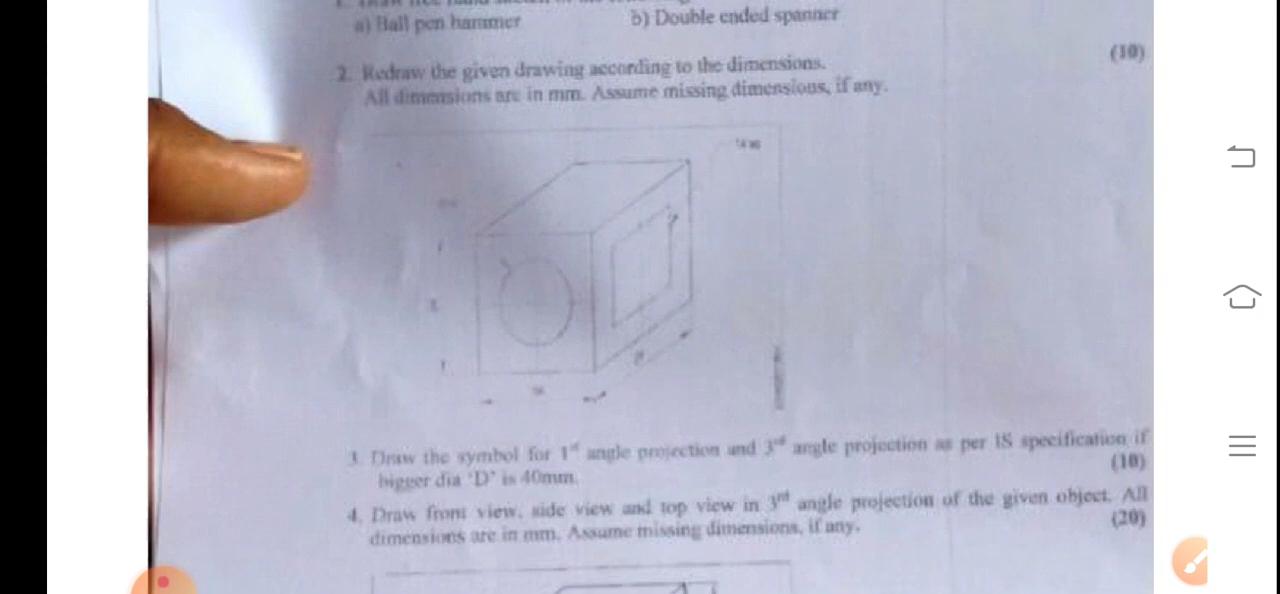 a) Ball pen hammer b) Double ended spanner
(10)
2. Redraw the given drawing according to the dimensions.
All dimensions are in mm. Assume missing dimensions, if any.
3. Draw the symbol for 1st angle projection and 3rd angle projection as per IS specification if
bigger dia 'D' is 40mm. (10)
4. Draw front view, side view and top view in 3rd angle projection of the given object. All
dimensions are in mm. Assume missing dimensions, if any. (20)